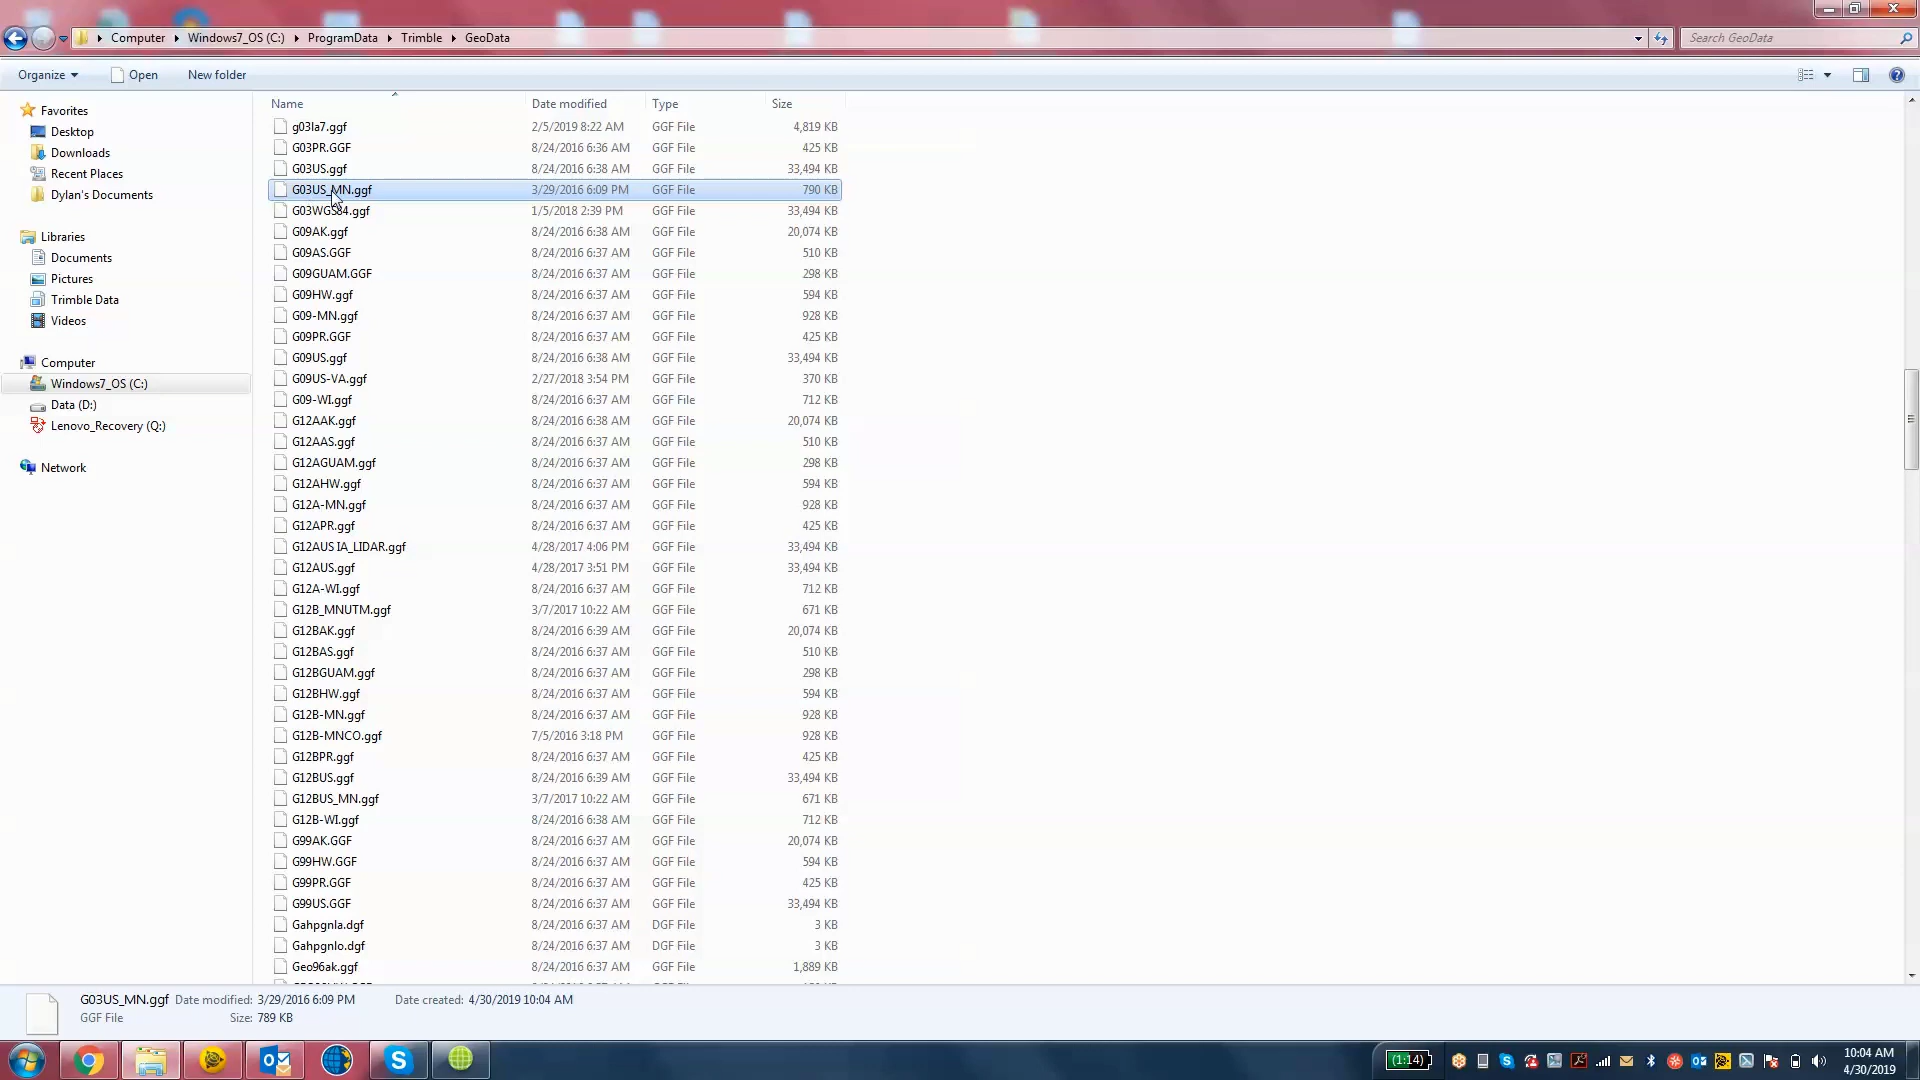 Computer Windows7_OS (C:) ProgramData Trimble GeoData Search GeoData
Organize Open New folder
Favorites
Desktop
Downloads
Recent Places
Dylan's Documents
Libraries
Documents
Pictures
Trimble Data
Videos
Computer
Windows7_OS (C:)
Data (D:)
Lenovo_Recovery (Q:)
Network
Name Date modified Type Size
g03la7.ggf 2/5/2019 8:22 AM GGF File 4,819 KB
G03PR.GGF 8/24/2016 6:36 AM GGF File 425 KB
G03US.ggf 8/24/2016 6:38 AM GGF File 33,494 KB
G03US_MN.ggf 3/29/2016 6:09 PM GGF File 790 KB
G03WGS84.ggf 1/5/2018 2:39 PM GGF File 33,494 KB
G09AK.ggf 8/24/2016 6:38 AM GGF File 20,074 KB
G09AS.GGF 8/24/2016 6:37 AM GGF File 510 KB
G09GUAM.GGF 8/24/2016 6:37 AM GGF File 298 KB
G09HW.ggf 8/24/2016 6:37 AM GGF File 594 KB
G09-MN.ggf 8/24/2016 6:37 AM GGF File 928 KB
G09PR.GGF 8/24/2016 6:37 AM GGF File 425 KB
G09US.ggf 8/24/2016 6:38 AM GGF File 33,494 KB
G09US-VA.ggf 2/27/2018 3:54 PM GGF File 370 KB
G09-WI.ggf 8/24/2016 6:37 AM GGF File 712 KB
G12AAK.ggf 8/24/2016 6:38 AM GGF File 20,074 KB
G12AAS.ggf 8/24/2016 6:37 AM GGF File 510 KB
G12AGUAM.ggf 8/24/2016 6:37 AM GGF File 298 KB
G12AHW.ggf 8/24/2016 6:37 AM GGF File 594 KB
G12A-MN.ggf 8/24/2016 6:37 AM GGF File 928 KB
G12APR.ggf 8/24/2016 6:37 AM GGF File 425 KB
G12AUS IA_LIDAR.ggf 4/28/2017 4:06 PM GGF File 33,494 KB
G12AUS.ggf 4/28/2017 3:51 PM GGF File 33,494 KB
G12A-WI.ggf 8/24/2016 6:37 AM GGF File 712 KB
G12B_MNUTM.ggf 3/7/2017 10:22 AM GGF File 671 KB
G12BAK.ggf 8/24/2016 6:39 AM GGF File 20,074 KB
G12BAS.ggf 8/24/2016 6:37 AM GGF File 510 KB
G12BGUAM.ggf 8/24/2016 6:37 AM GGF File 298 KB
G12BHW.ggf 8/24/2016 6:37 AM GGF File 594 KB
G12B-MN.ggf 8/24/2016 6:37 AM GGF File 928 KB
G12B-MNCO.ggf 7/5/2016 3:18 PM GGF File 928 KB
G12BPR.ggf 8/24/2016 6:37 AM GGF File 425 KB
G12BUS.ggf 8/24/2016 6:39 AM GGF File 33,494 KB
G12BUS_MN.ggf 3/7/2017 10:22 AM GGF File 671 KB
G12B-WI.ggf 8/24/2016 6:38 AM GGF File 712 KB
G99AK.GGF 8/24/2016 6:37 AM GGF File 20,074 KB
G99HW.GGF 8/24/2016 6:37 AM GGF File 594 KB
G99PR.GGF 8/24/2016 6:37 AM GGF File 425 KB
G99US.GGF 8/24/2016 6:37 AM GGF File 33,494 KB
Gahpgnla.dgf 8/24/2016 6:37 AM DGF File 3 KB
Gahpgnlo.dgf 8/24/2016 6:37 AM DGF File 3 KB
Geo96ak.ggf 8/24/2016 6:37 AM GGF File 1,889 KB
G03US_MN.ggf Date modified: 3/29/2016 6:09 PM Date created: 4/30/2019 10:04 AM
GGF File Size: 789 KB
(1:14) 10:04 AM
4/30/2019